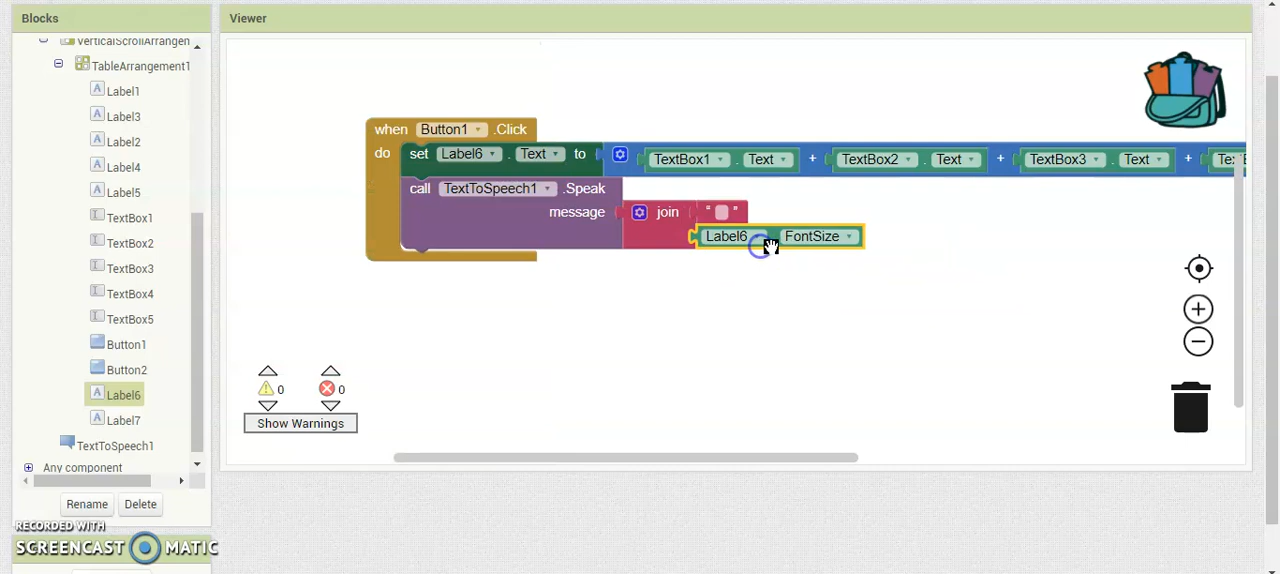 Blocks
Viewer
VerticalScrollArrangen
TableArrangement1
Label1
Label3
Label2
Label4
Label5
TextBox1
TextBox2
TextBox3
TextBox4
TextBox5
Button1
Button2
Label6
Label7
TextToSpeech1
Any component
Rename
Delete
when Button1 .Click
do set Label6 . Text to TextBox1 . Text + TextBox2 . Text + TextBox3 . Text +
call TextToSpeech1 .Speak
message join " "
Label6 . FontSize
0 0
Show Warnings
RECORDED WITH
SCREENCAST MATIC